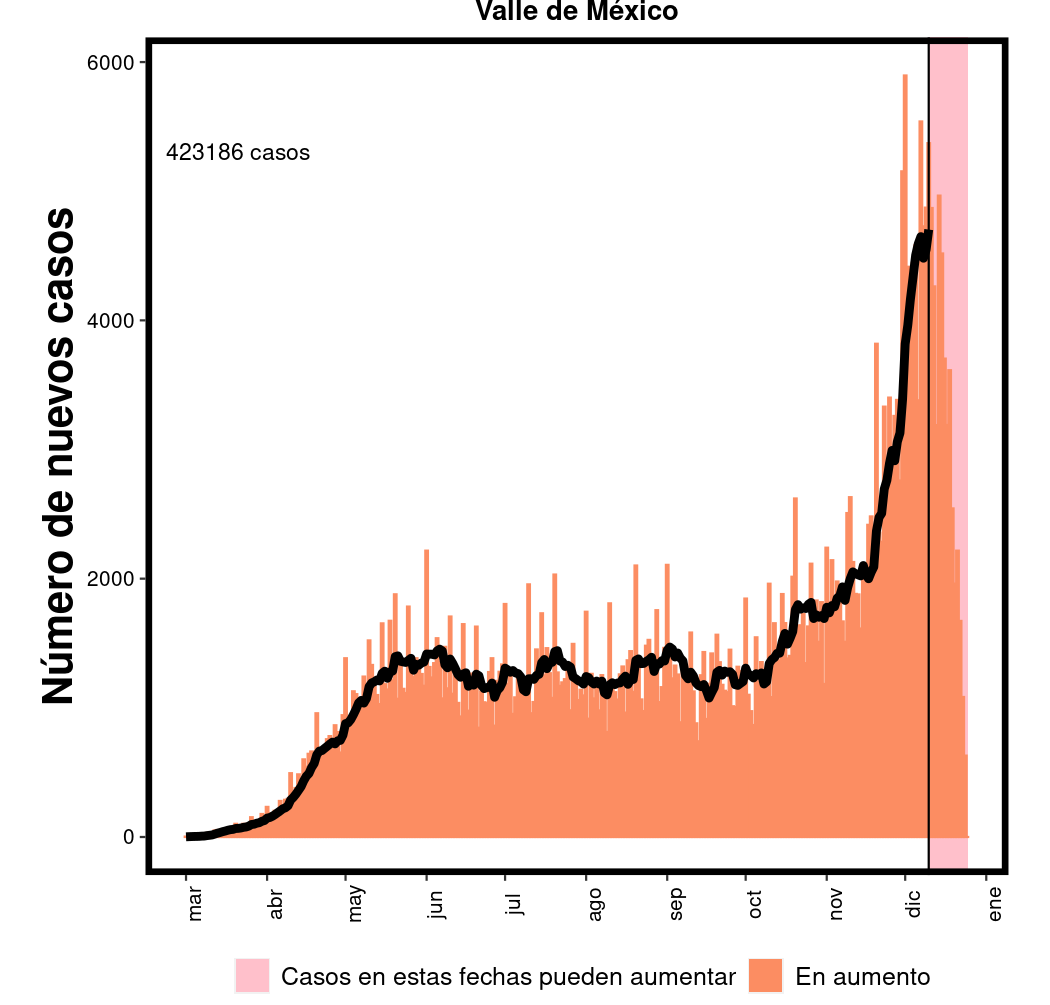 Valle de México
423186 casos
Número de nuevos casos
6000
4000
2000
0
mar
abr
may
jun
jul
ago
sep
oct
nov
dic
ene
Casos en estas fechas pueden aumentar
En aumento